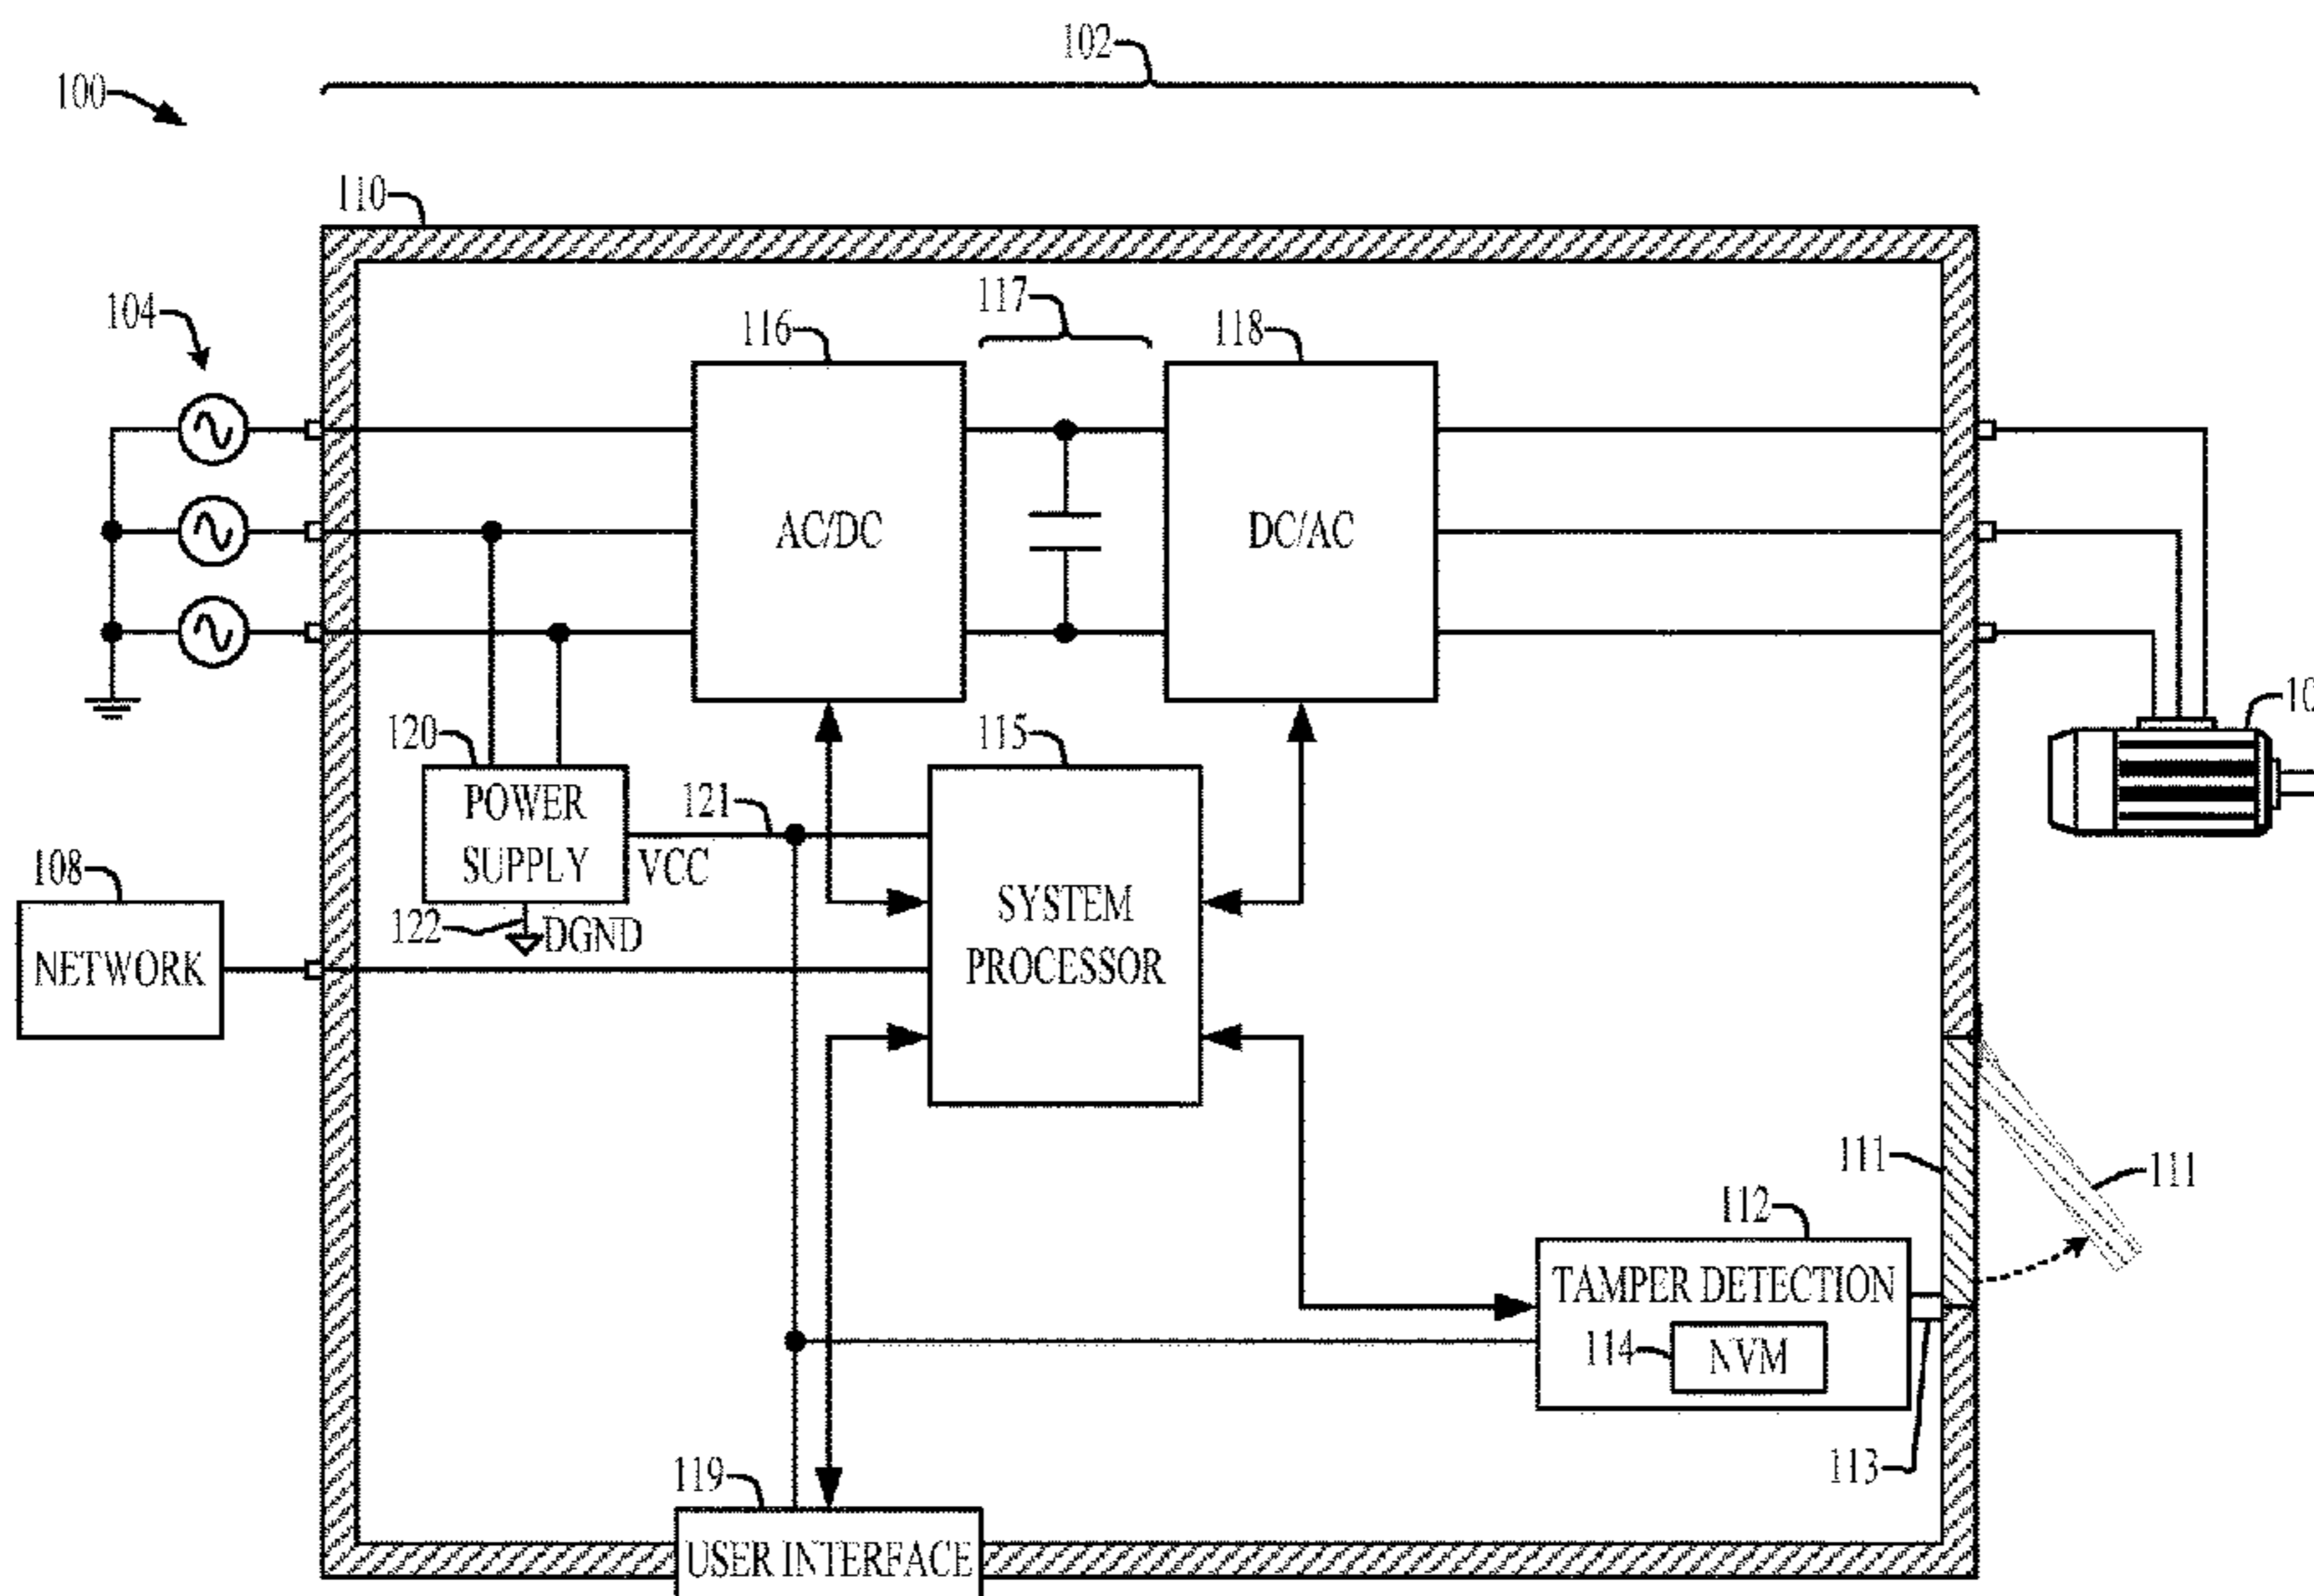 102
100
110
104
116
117
118
AC/DC
DC/AC
120
115
10
POWER
SUPPLY
121
VCC
108
122
DGND
SYSTEM
PROCESSOR
NETWORK
111
111
112
TAMPER DETECTION
114
NVM
113
119
USER INTERFACE